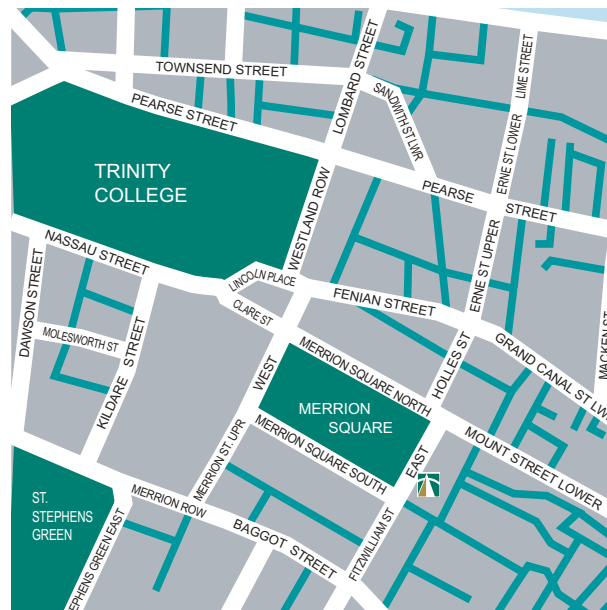 TOWNSEND STREET
LOMBARD STREET
LIME STREET
SANDWITH ST LWR
PEARSE STREET
ERNE ST LOWER
TRINITY
COLLEGE
PEARSE STREET
WESTLAND ROW
NASSAU STREET
LINCOLN PLACE
ERNE ST UPPER
FENIAN STREET
CLARE ST
DAWSON STREET
MOLESWORTH ST
KILDARE STREET
MACKEN ST
GRAND CANAL ST LW
HOLLES ST
MERRION SQUARE NORTH
WEST
MERRION
SQUARE
MERRION SQUARE SOUTH
EAST
MOUNT STREET LOWER
MERRION ST. UPR
MERRION ROW
BAGGOT STREET
FITZWILLIAM ST
ST.
STEPHENS
GREEN
EPHENS GREEN EAST